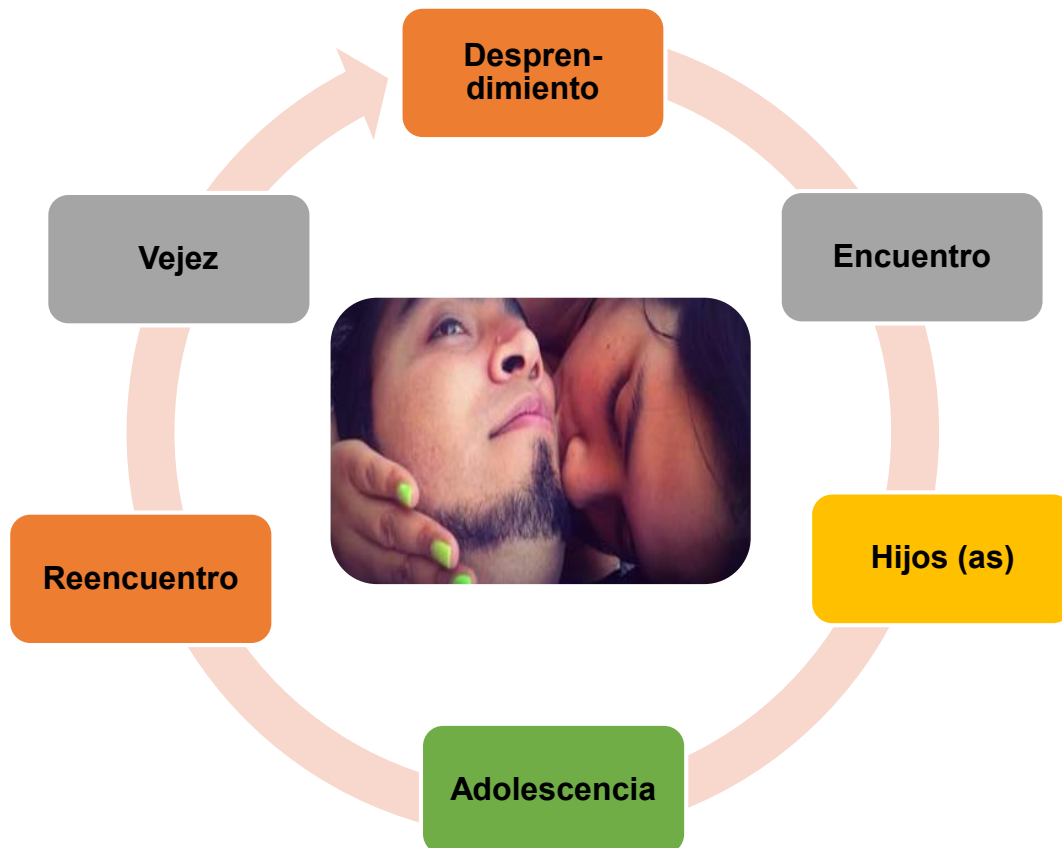 Despren-
dimiento
Encuentro
Hijos (as)
Adolescencia
Reencuentro
Vejez